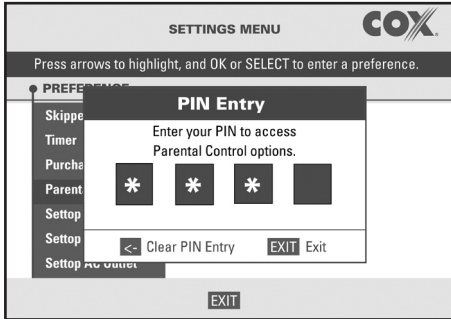 SETTINGS MENU
COX
Press arrows to highlight, and OK or SELECT to enter a preference.
PREFERENCE
Skippe
Timer
Purcha
Parent
Settop
Settop
Settop AC Outlet
PIN Entry
Enter your PIN to access
Parental Control options.
* * *
<- Clear PIN Entry EXIT Exit
EXIT